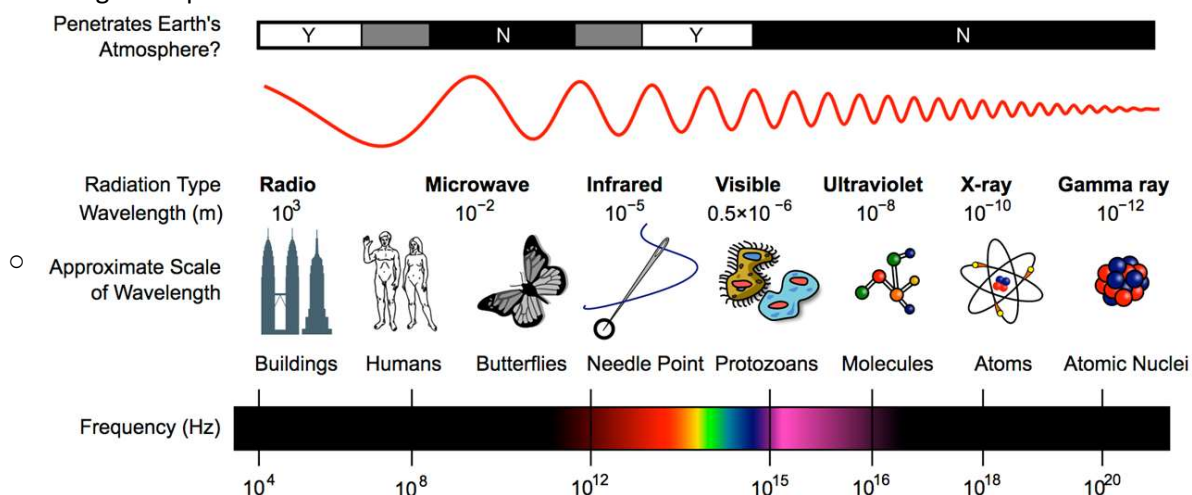 Penetrates Earth's
Atmosphere?
Y N Y N
Radiation Type Radio Microwave Infrared Visible Ultraviolet X-ray Gamma ray
Wavelength (m) 10³ 10⁻² 10⁻⁵ 0.5×10⁻⁶ 10⁻⁸ 10⁻¹⁰ 10⁻¹²
Approximate Scale
of Wavelength
Buildings Humans Butterflies Needle Point Protozoans Molecules Atoms Atomic Nuclei
Frequency (Hz)
10⁴ 10⁸ 10¹² 10¹⁵ 10¹⁶ 10¹⁸ 10²⁰